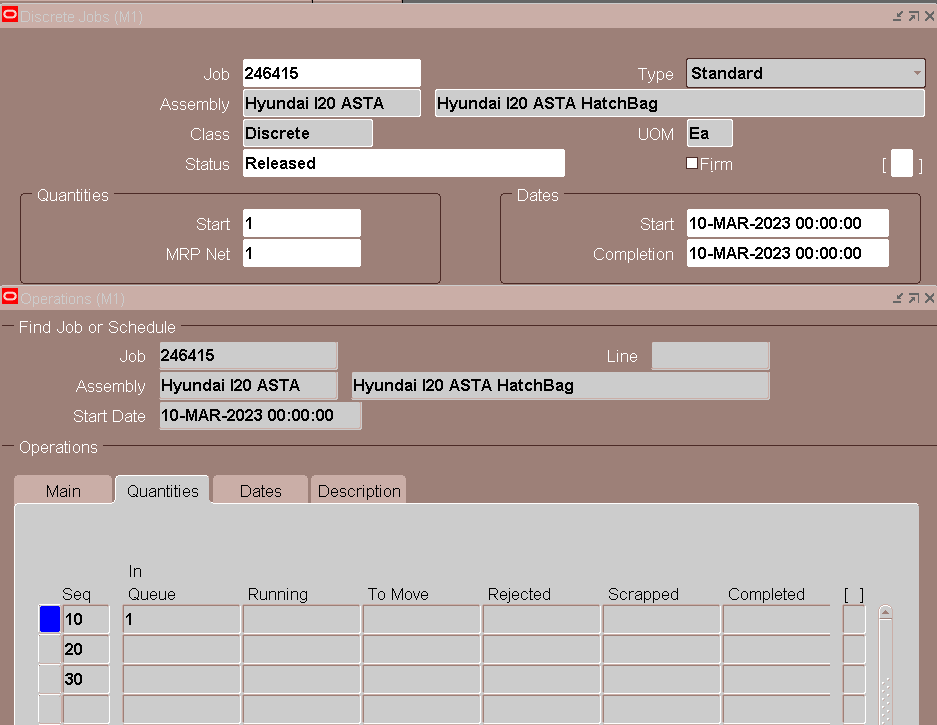 Discrete Jobs (M1)
Job 246415 Type Standard
Assembly Hyundai I20 ASTA Hyundai I20 ASTA HatchBag
Class Discrete UOM Ea
Status Released Firm [ ]
Quantities Dates
Start 1 Start 10-MAR-2023 00:00:00
MRP Net 1 Completion 10-MAR-2023 00:00:00
Operations (M1)
Find Job or Schedule
Job 246415 Line
Assembly Hyundai I20 ASTA Hyundai I20 ASTA HatchBag
Start Date 10-MAR-2023 00:00:00
Operations
Main Quantities Dates Description
In
Seq Queue Running To Move Rejected Scrapped Completed [ ]
10 1
20
30